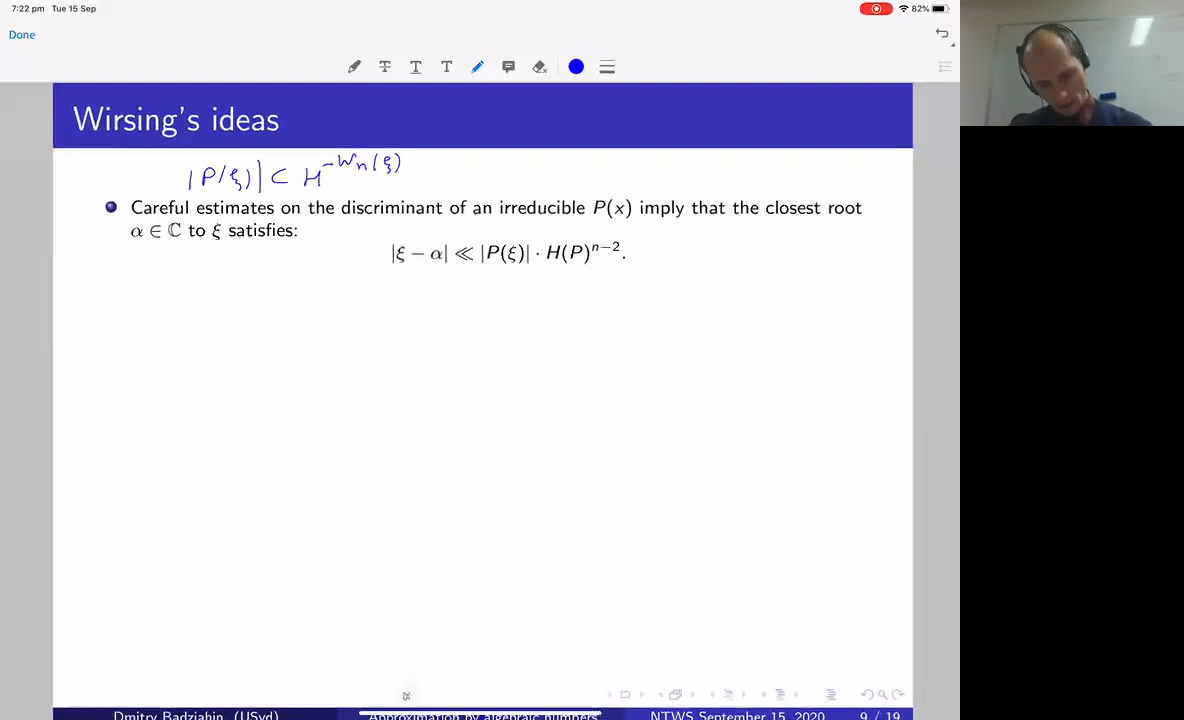 7:22 pm Tue 15 Sep
82%
Done
T T T
Wirsing's ideas
|P(ξ)| < H^{-w_n(ξ)}
Careful estimates on the discriminant of an irreducible P(x) imply that the closest root
α ∈ ℂ to ξ satisfies:
|ξ − α| ≪ |P(ξ)| · H(P)^{n−2}.
Dmitry Badziahin (USyd) Approximation by algebraic numbers NTWS September 15, 2020 9 / 19